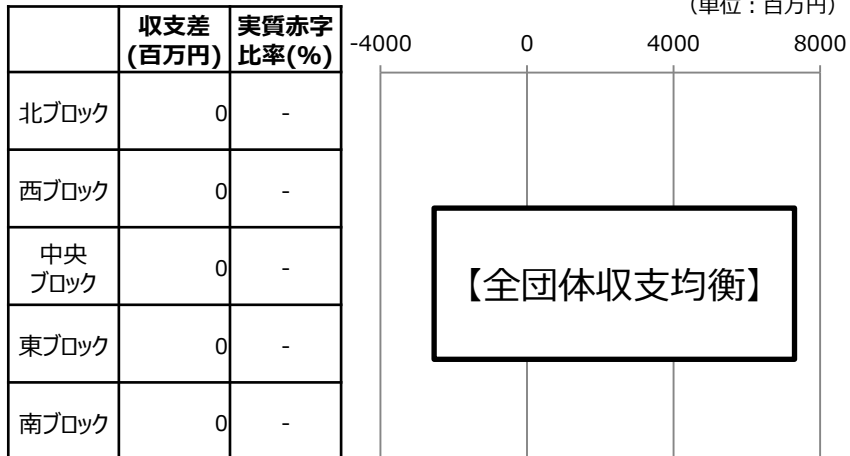 （単位：百万円）
収支差 実質赤字
(百万円) 比率(%)
-4000 0 4000 8000
北ブロック 0 -
西ブロック 0 -
中央
ブロック 0 -
東ブロック 0 -
南ブロック 0 -
【全団体収支均衡】